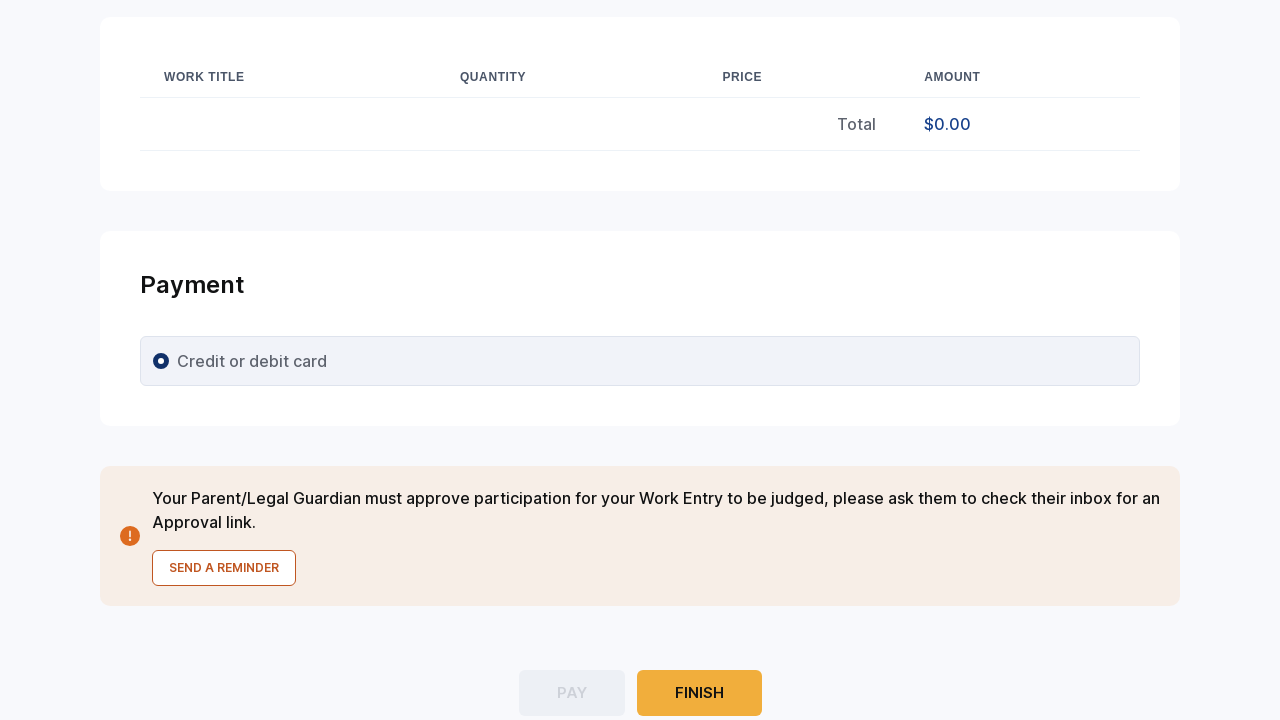 WORK TITLE QUANTITY PRICE AMOUNT
Total $0.00
Payment
Credit or debit card
Your Parent/Legal Guardian must approve participation for your Work Entry to be judged, please ask them to check their inbox for an
Approval link.
SEND A REMINDER
PAY FINISH